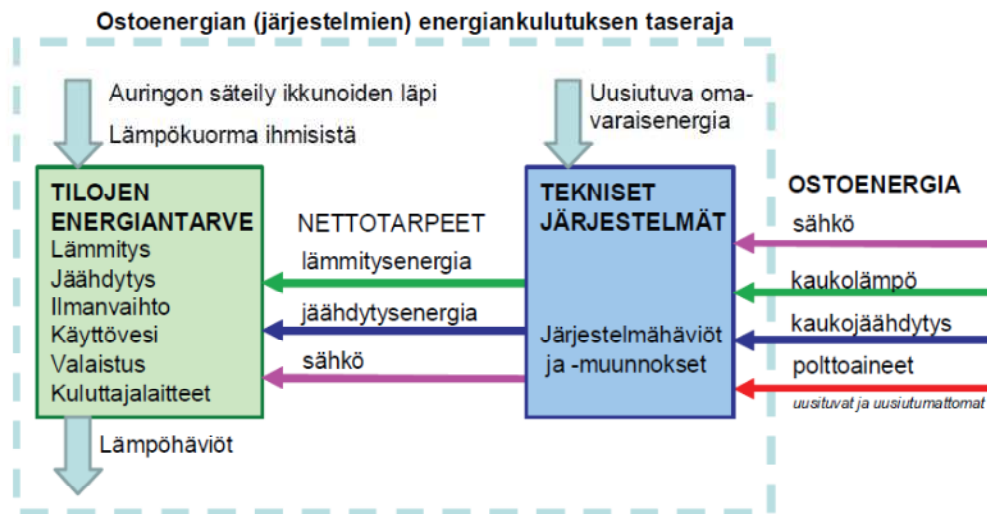 Ostoenergian (järjestelmien) energiankulutuksen taseraja
Auringon säteily ikkunoiden läpi
Lämpökuorma ihmisistä
Uusiutuva oma-
varaisenergia
TILOJEN
ENERGIANTARVE
Lämmitys
Jäähdytys
Ilmanvaihto
Käyttövesi
Valaistus
Kuluttajalaitteet
NETTOTARPEET
lämmitysenergia
jäähdytysenergia
sähkö
TEKNISET
JÄRJESTELMÄT
Järjestelmähäviöt
ja -muunnokset
OSTOENERGIA
sähkö
kaukolämpö
kaukojäähdytys
polttoaineet
uusituvat ja uusiutumattomat
Lämpöhäviöt